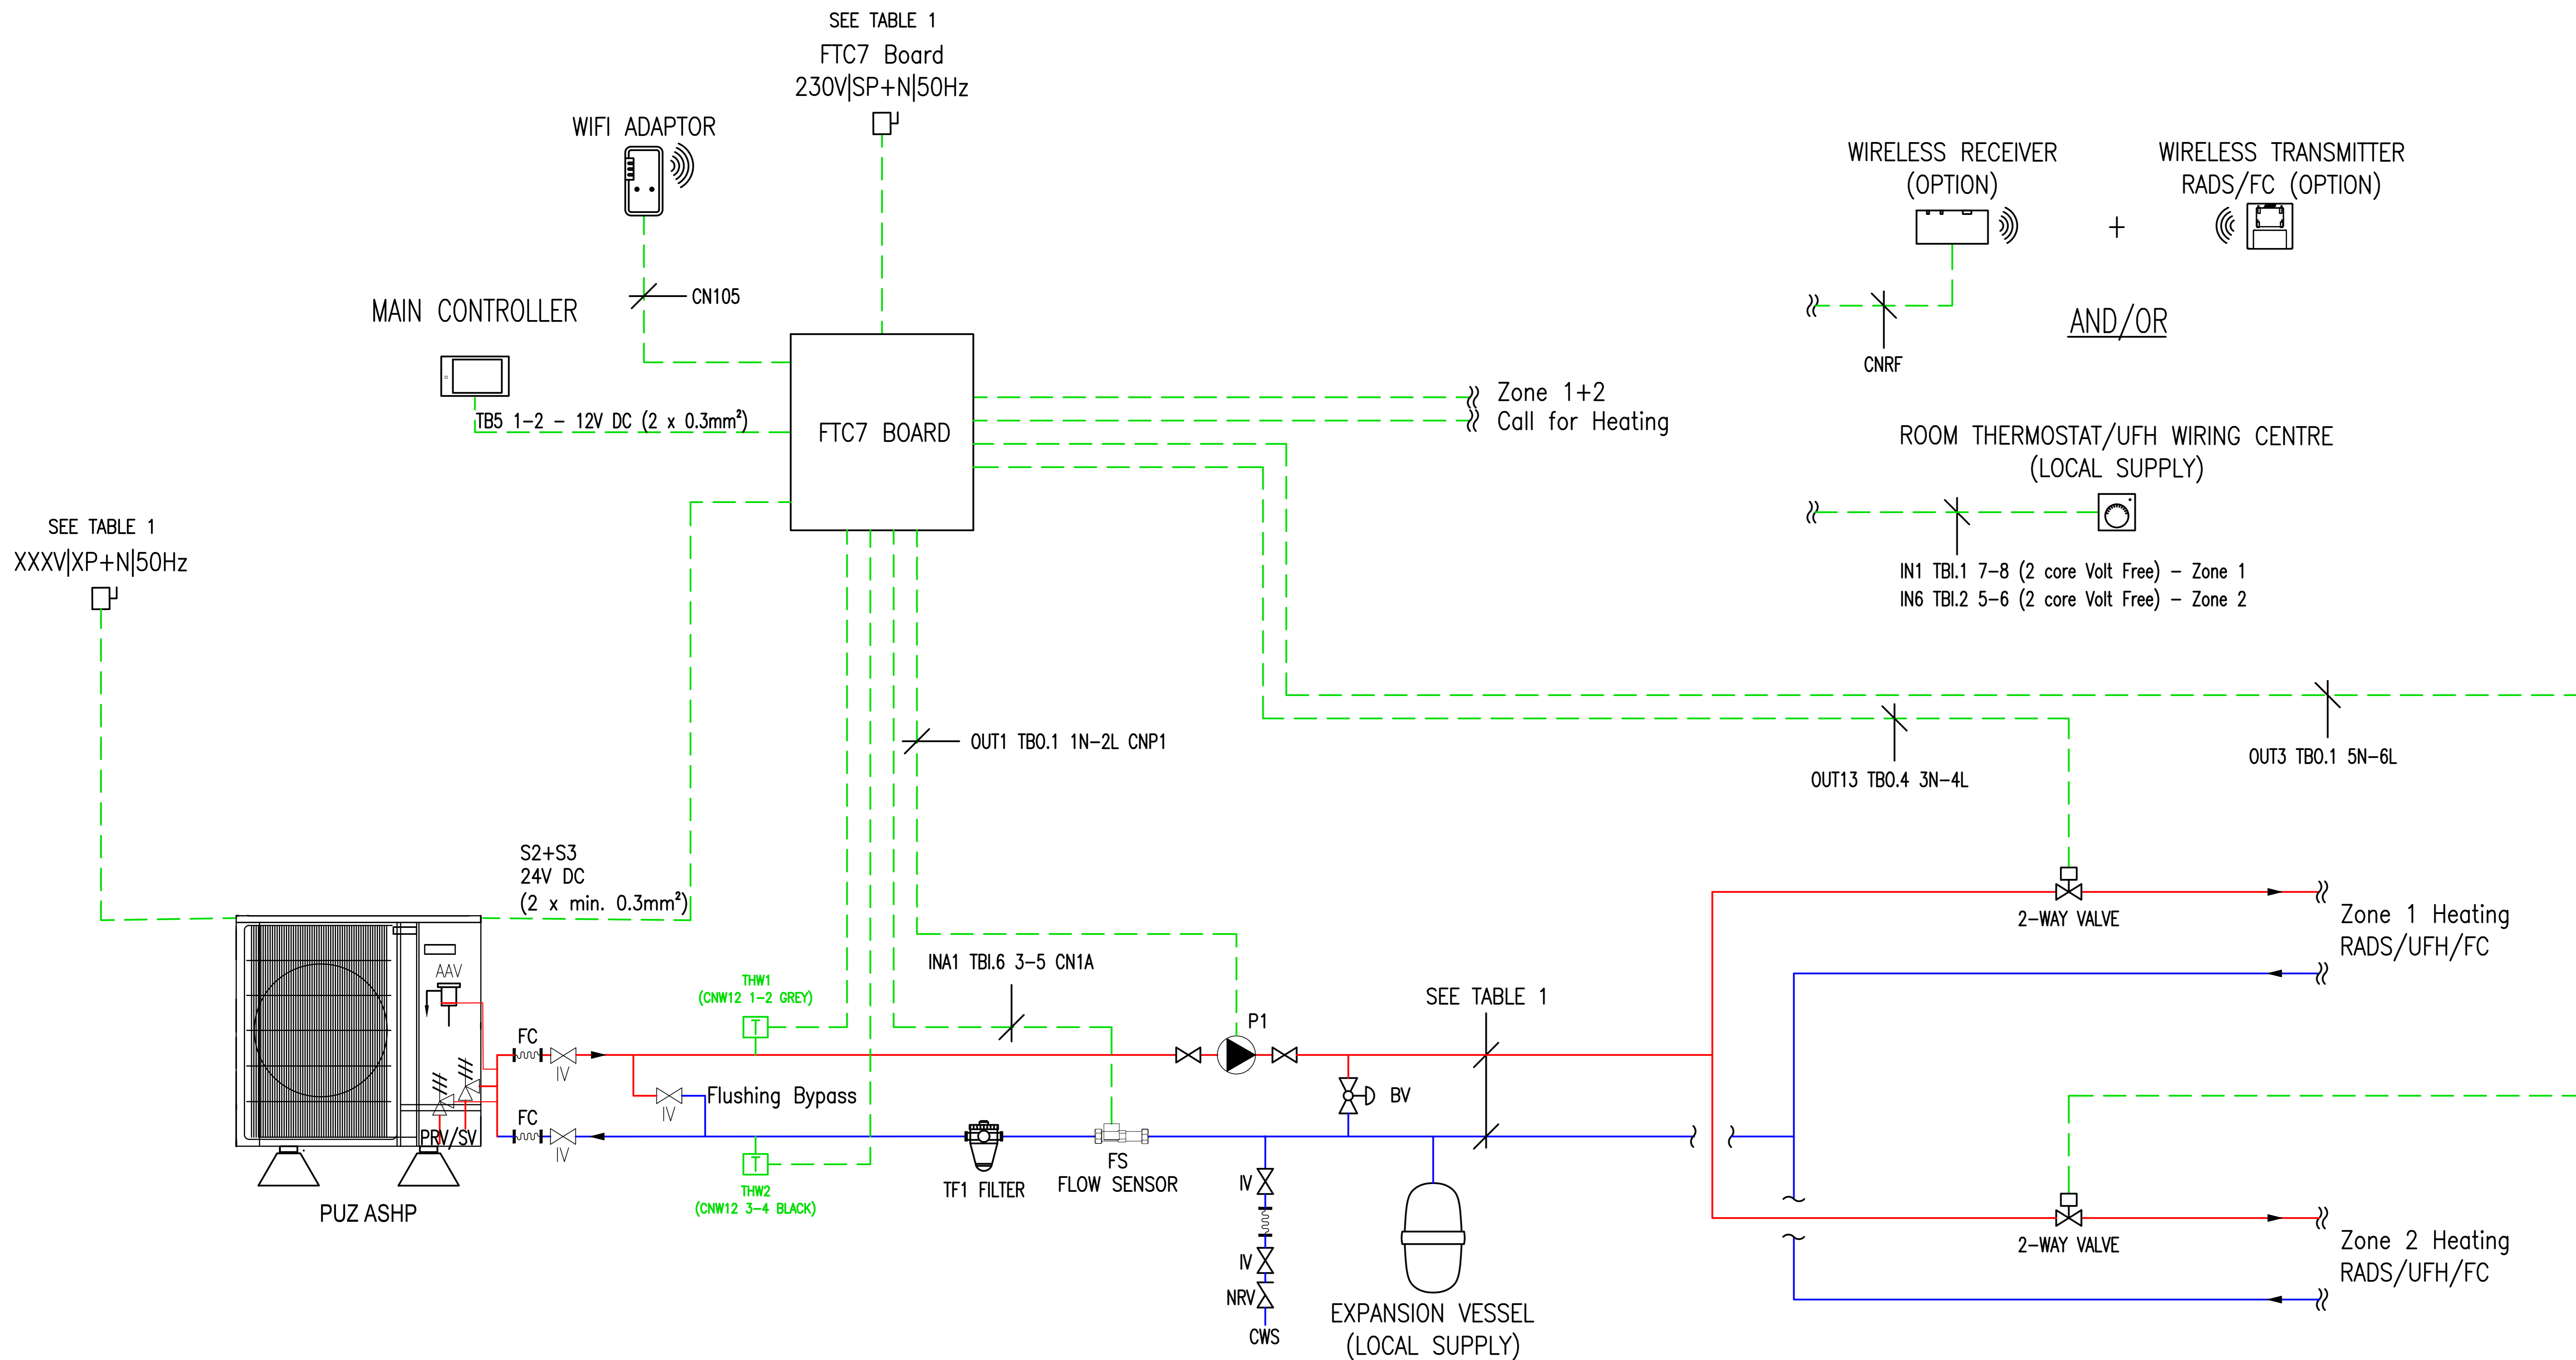 SEE TABLE 1
FTC7 Board
230V|SP+N|50Hz
WIFI ADAPTOR
CN105
MAIN CONTROLLER
TB5 1-2 - 12V DC (2 x 0.3mm²)
FTC7 BOARD
Zone 1+2
Call for Heating
WIRELESS RECEIVER
(OPTION)
+
WIRELESS TRANSMITTER
RADS/FC (OPTION)
CNRF
AND/OR
ROOM THERMOSTAT/UFH WIRING CENTRE
(LOCAL SUPPLY)
IN1 TBI.1 7-8 (2 core Volt Free) - Zone 1
IN6 TBI.2 5-6 (2 core Volt Free) - Zone 2
SEE TABLE 1
XXXV|XP+N|50Hz
OUT1 TBO.1 1N-2L CNP1
OUT13 TBO.4 3N-4L
OUT3 TBO.1 5N-6L
S2+S3
24V DC
(2 x min. 0.3mm²)
AAV
PRV/SV
PUZ ASHP
FC
IV
FC
IV
IV
Flushing Bypass
THW1
(CNW12 1-2 GREY)
T
T
THW2
(CNW12 3-4 BLACK)
INA1 TBI.6 3-5 CN1A
TF1 FILTER
FS
FLOW SENSOR
P1
BV
SEE TABLE 1
IV
IV
NRV
CWS
EXPANSION VESSEL
(LOCAL SUPPLY)
2-WAY VALVE
Zone 1 Heating
RADS/UFH/FC
2-WAY VALVE
Zone 2 Heating
RADS/UFH/FC